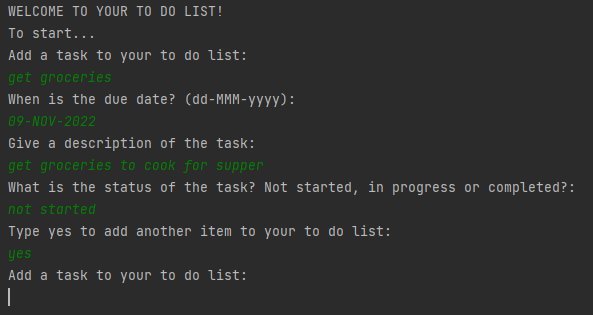 WELCOME TO YOUR TO DO LIST!
To start...
Add a task to your to do list:
get groceries
When is the due date? (dd-MMM-yyyy):
09-NOV-2022
Give a description of the task:
get groceries to cook for supper
What is the status of the task? Not started, in progress or completed?:
not started
Type yes to add another item to your to do list:
yes
Add a task to your to do list: